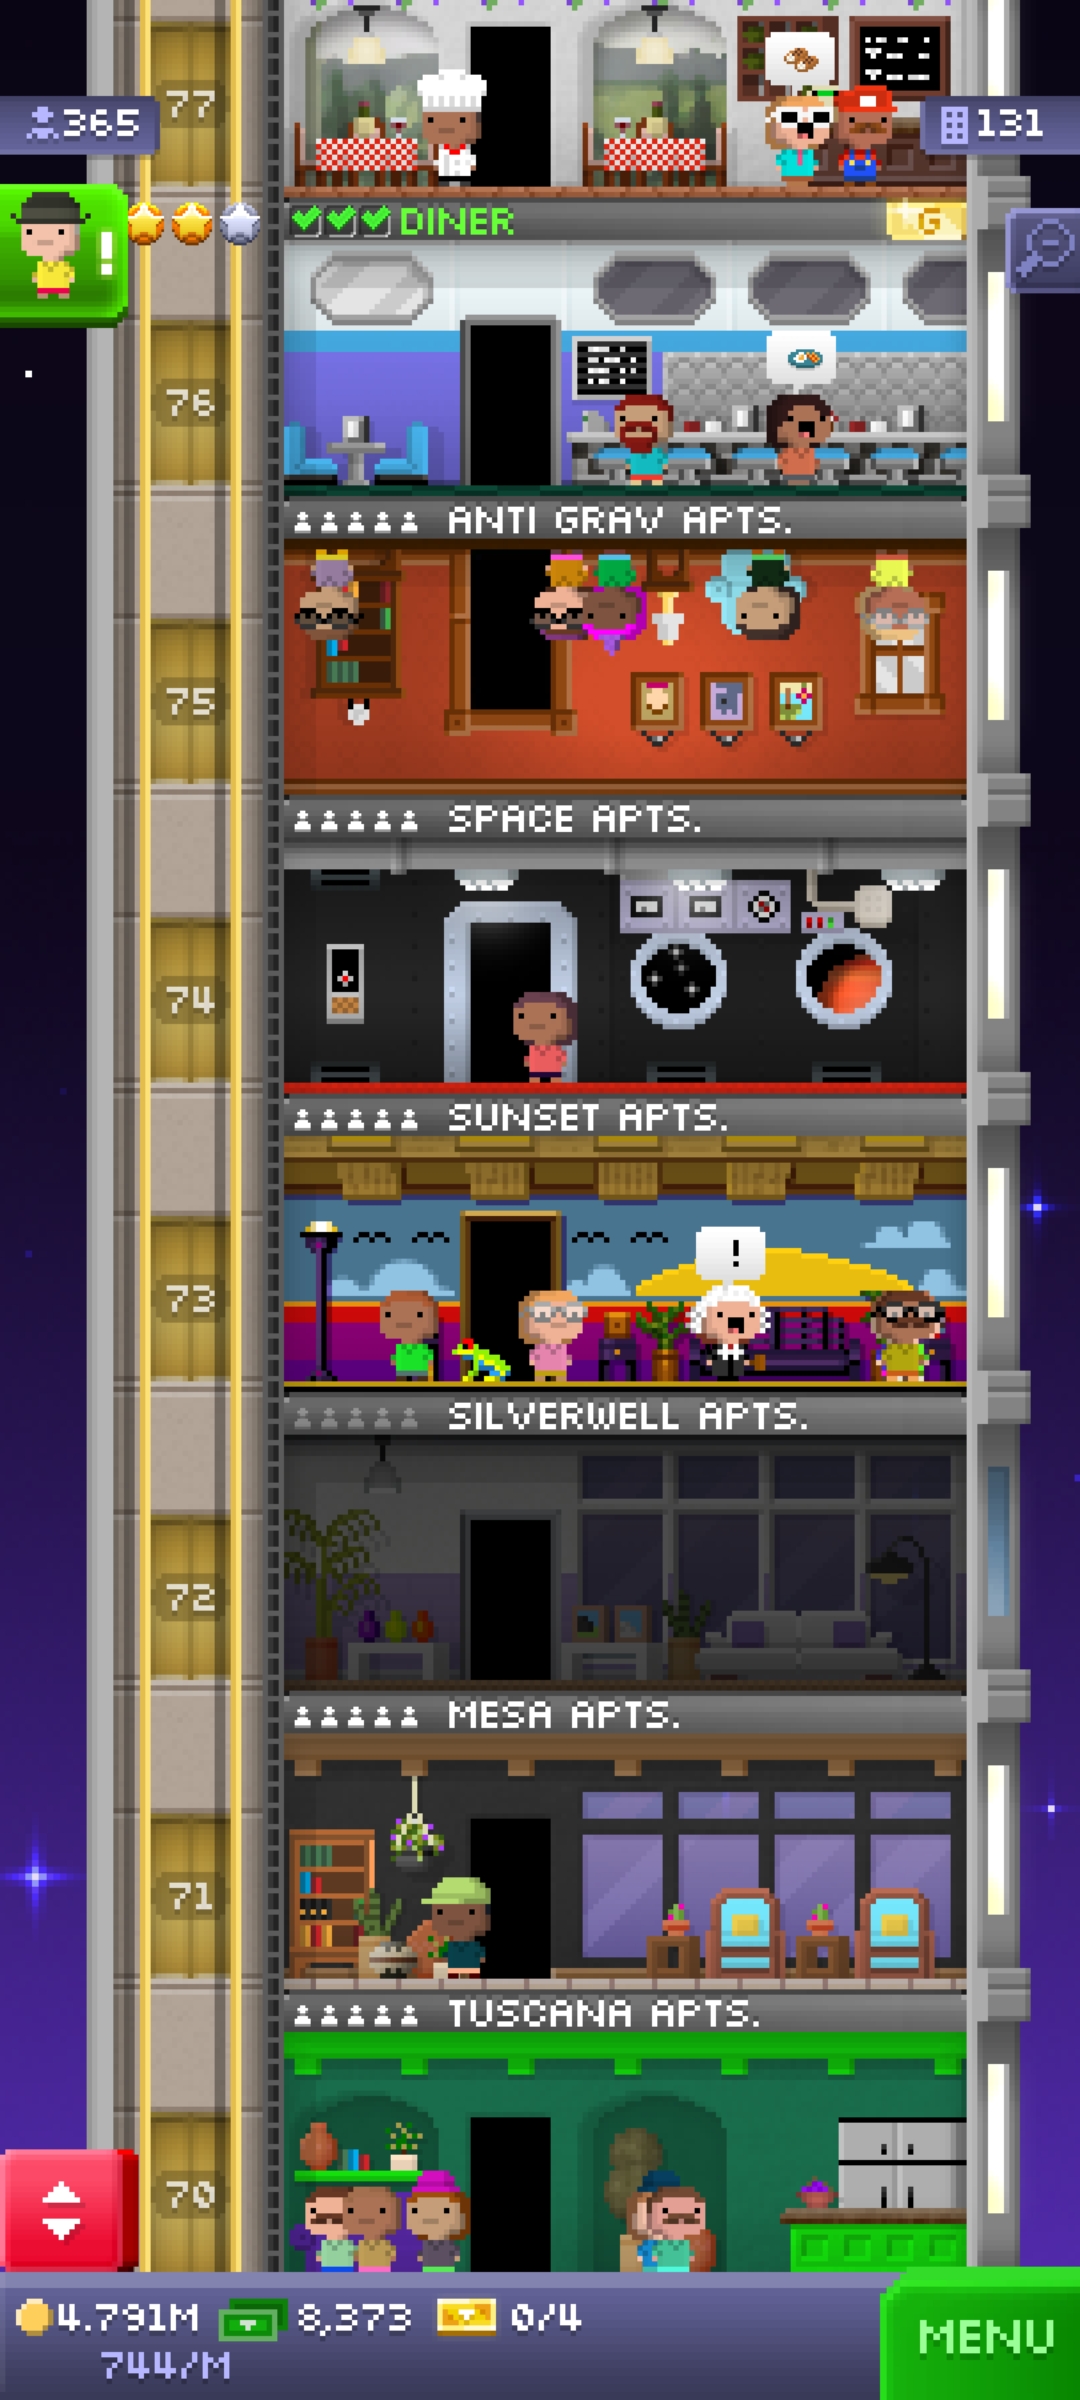 77
365
131
!
DINER
G
76
ANTI GRAV APTS.
75
SPACE APTS.
74
SUNSET APTS.
!
73
SILVERWELL APTS.
72
MESA APTS.
71
TUSCANA APTS.
70
4.791M 8,373 0/4
744/M
MENU